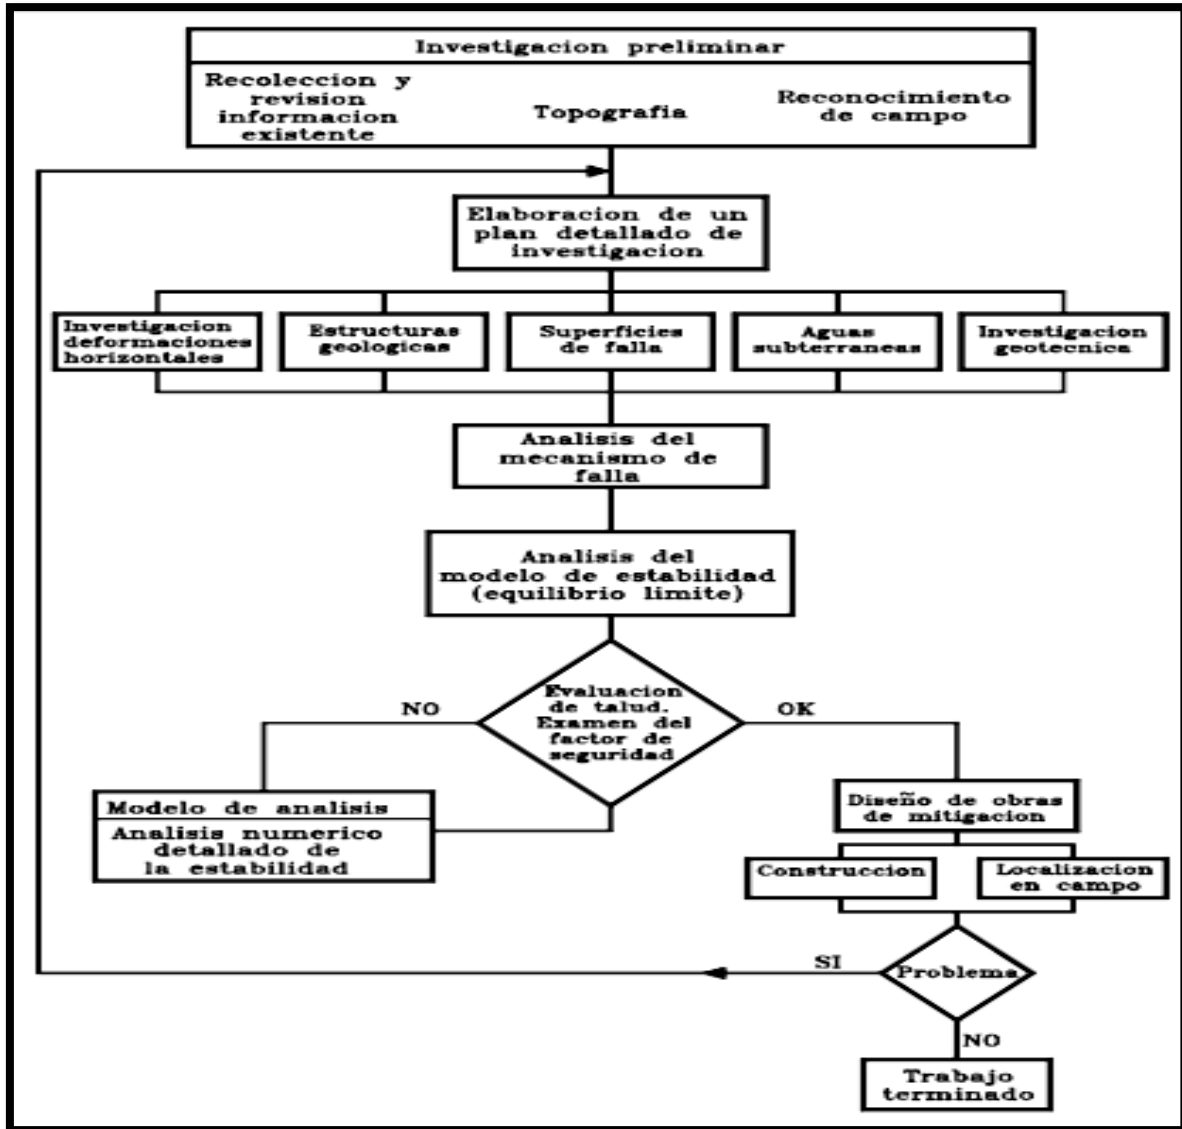 Investigacion preliminar
Recoleccion y
revision
informacion
existente
Topografia
Reconocimiento
de campo
Elaboracion de un
plan detallado de
investigacion
Investigacion
deformaciones
horizontales
Estructuras
geologicas
Superficies
de falla
Aguas
subterraneas
Investigacion
geotecnica
Analisis del
mecanismo de
falla
Analisis del
modelo de estabilidad
(equilibrio limite)
Evaluacion
de talud.
Examen del
factor de
seguridad
NO
OK
Modelo de analisis
Analisis numerico
detallado de
la estabilidad
Diseño de obras
de mitigacion
Construccion
Localizacion
en campo
Problema
SI
NO
Trabajo
terminado